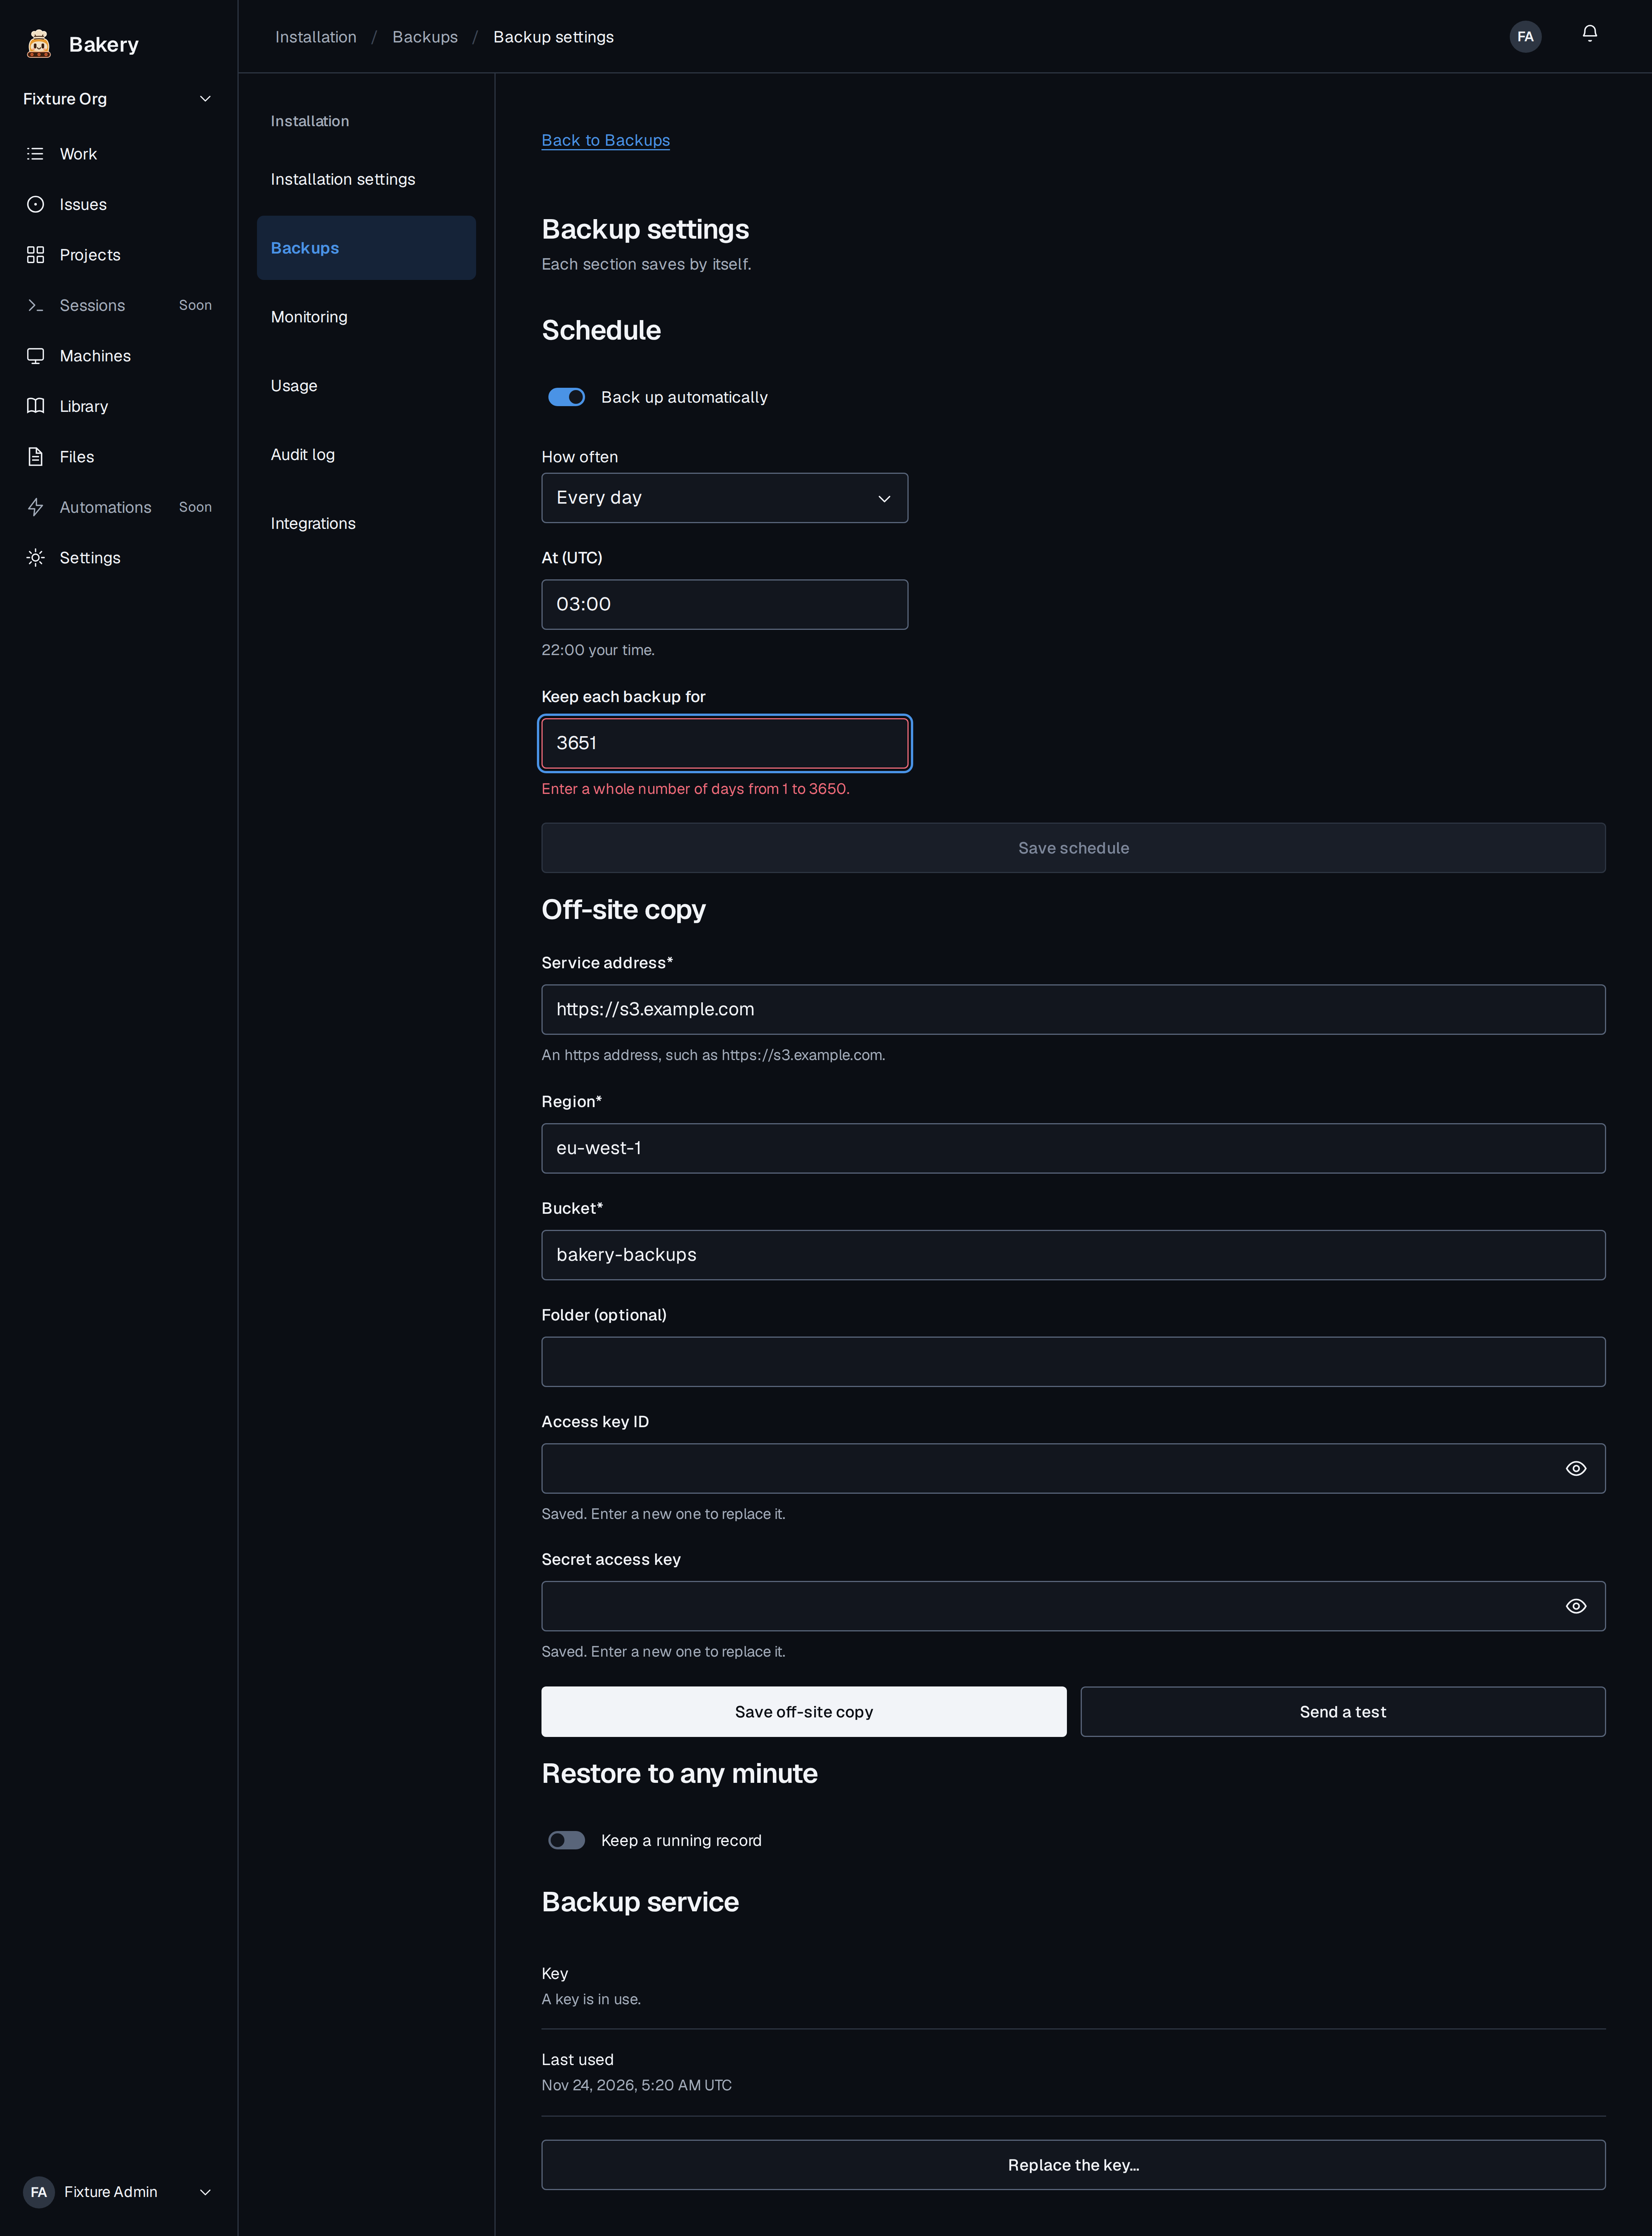 Bakery
Fixture Org
Work
Issues
Projects
Sessions Soon
Machines
Library
Files
Automations Soon
Settings
FA Fixture Admin
Installation / Backups / Backup settings
FA
Installation
Installation settings
Backups
Monitoring
Usage
Audit log
Integrations
Back to Backups
Backup settings
Each section saves by itself.
Schedule
Back up automatically
How often
Every day
At (UTC)
03:00
22:00 your time.
Keep each backup for
3651
Enter a whole number of days from 1 to 3650.
Save schedule
Off-site copy
Service address*
https://s3.example.com
An https address, such as https://s3.example.com.
Region*
eu-west-1
Bucket*
bakery-backups
Folder (optional)
Access key ID
Saved. Enter a new one to replace it.
Secret access key
Saved. Enter a new one to replace it.
Save off-site copy
Send a test
Restore to any minute
Keep a running record
Backup service
Key
A key is in use.
Last used
Nov 24, 2026, 5:20 AM UTC
Replace the key…